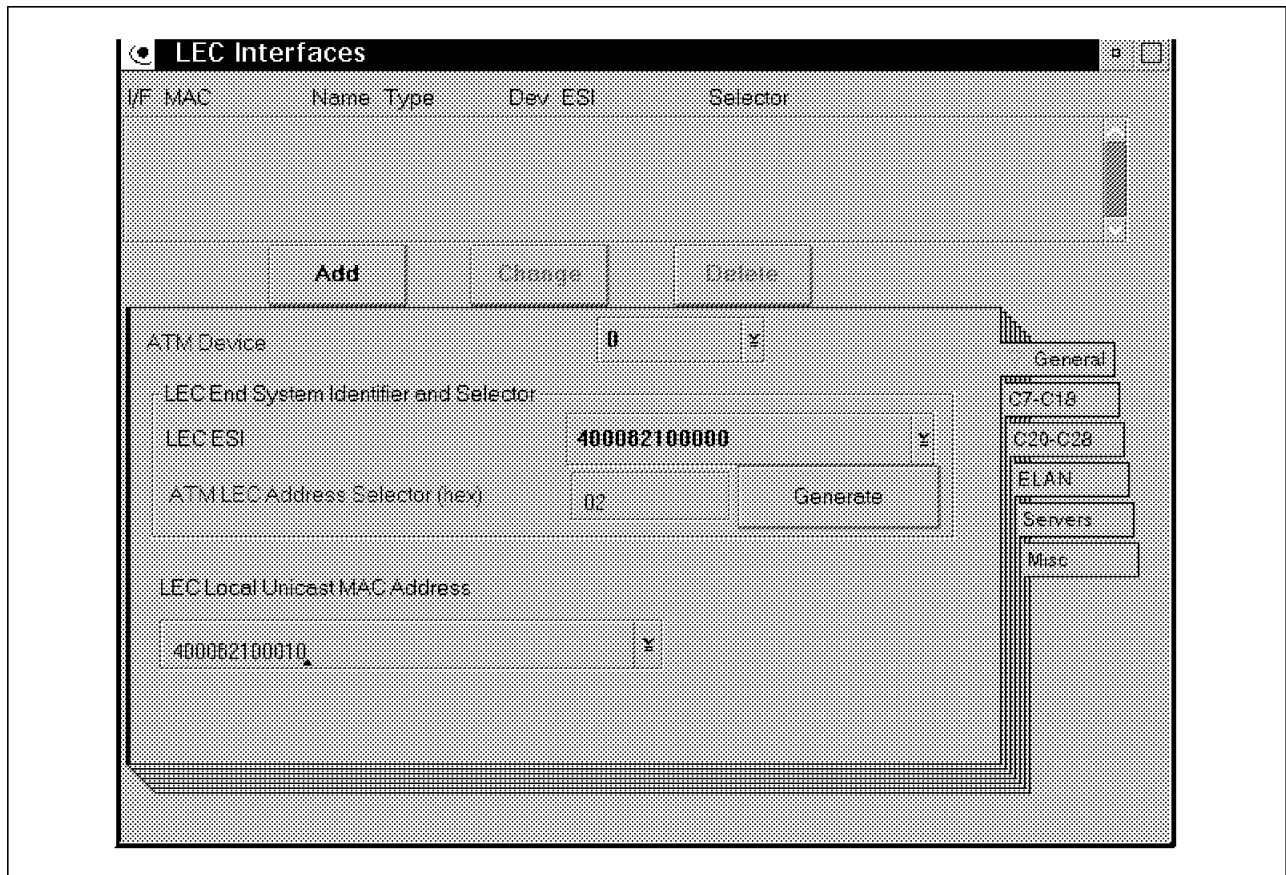 LEC Interfaces
I/F MAC Name Type Dev ESI Selector
Add Change Delete
ATM Device 0
General
LEC End System Identifier and Selector
C7-C18
LEC ESI 400082100000
C20-C28
ATM LEC Address Selector (hex) 02 Generate
ELAN
Servers
Misc
LEC Local Unicast MAC Address
400082100010